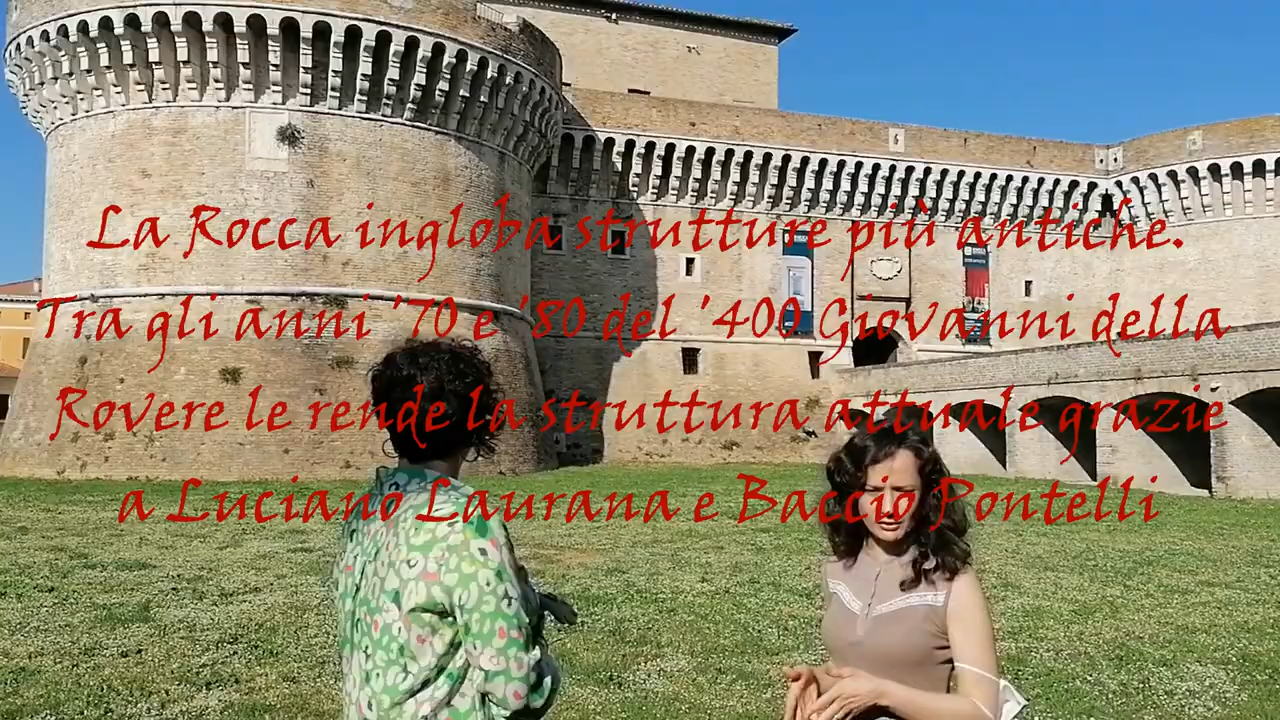 La Rocca ingloba strutture più antiche.
Tra gli anni '70 e '80 del '400 Giovanni della
Rovere le rende la struttura attuale grazie
a Luciano Laurana e Baccio Pontelli